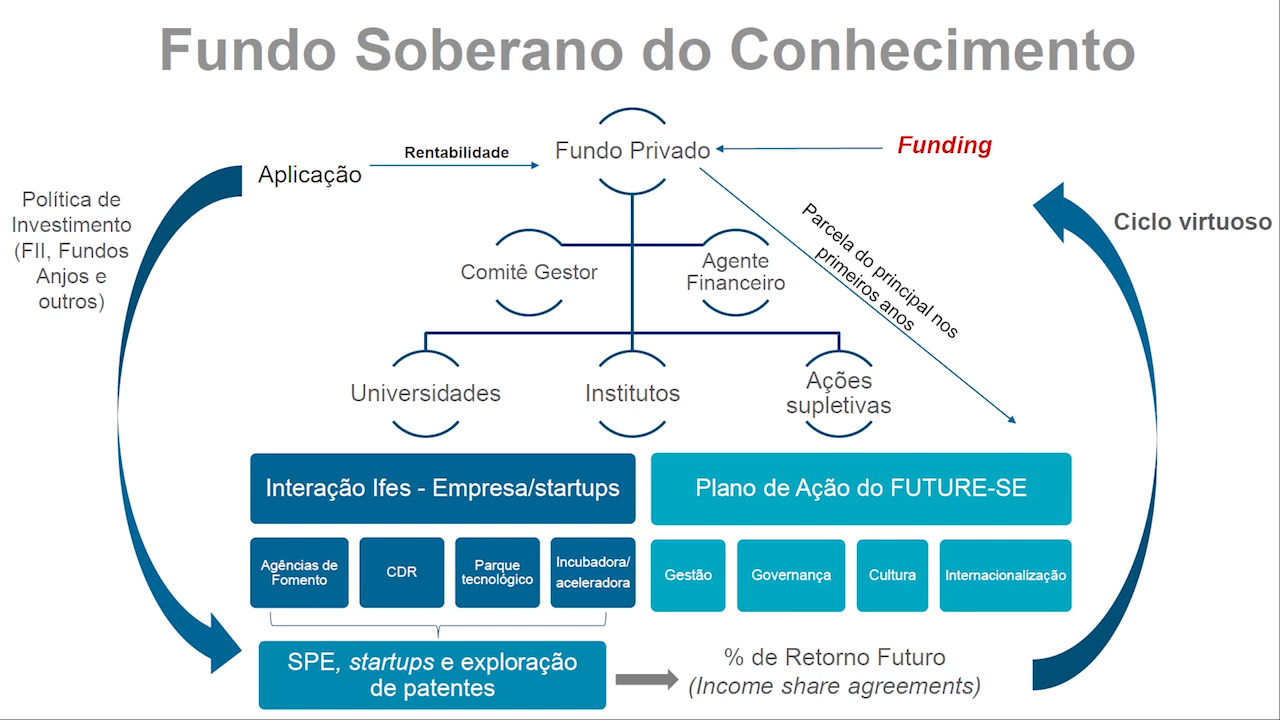 Fundo Soberano do Conhecimento
Fundo Privado
Funding
Rentabilidade
Aplicação
Política de
Investimento
(FII, Fundos
Anjos e
outros)
Ciclo virtuoso
Parcela do principal nos
primeiros anos
Comitê Gestor
Agente
Financeiro
Universidades
Institutos
Ações
supletivas
Interação Ifes - Empresa/startups
Plano de Ação do FUTURE-SE
Agências de
Fomento
CDR
Parque
tecnológico
Incubadora/
aceleradora
Gestão
Governança
Cultura
Internacionalização
SPE, startups e exploração
de patentes
% de Retorno Futuro
(Income share agreements)